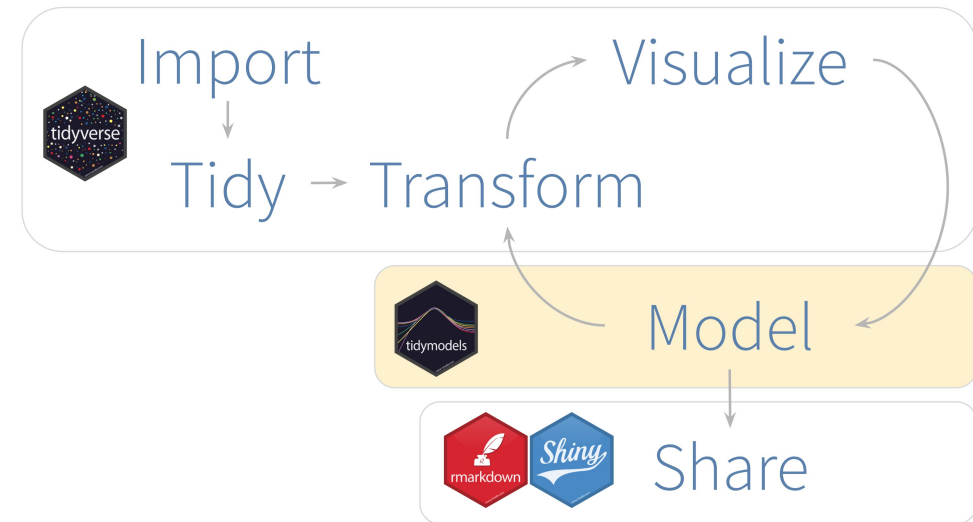 Import
Visualize
tidyverse
Tidy
Transform
Model
tidymodels
Share
rmarkdown
Shiny